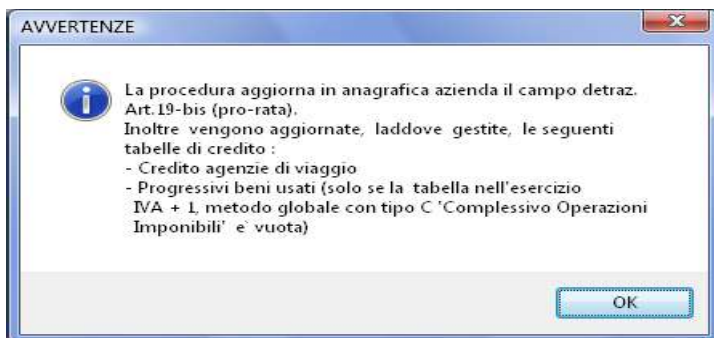 AVVERTENZE
La procedura aggiorna in anagrafica azienda il campo detraz.
Art.19-bis (pro-rata).
Inoltre vengono aggiornate, laddove gestite, le seguenti
tabelle di credito :
- Credito agenzie di viaggio
- Progressivi beni usati (solo se la tabella nell'esercizio
IVA + 1, metodo globale con tipo C 'Complessivo Operazioni
Imponibili' e` vuota)
OK